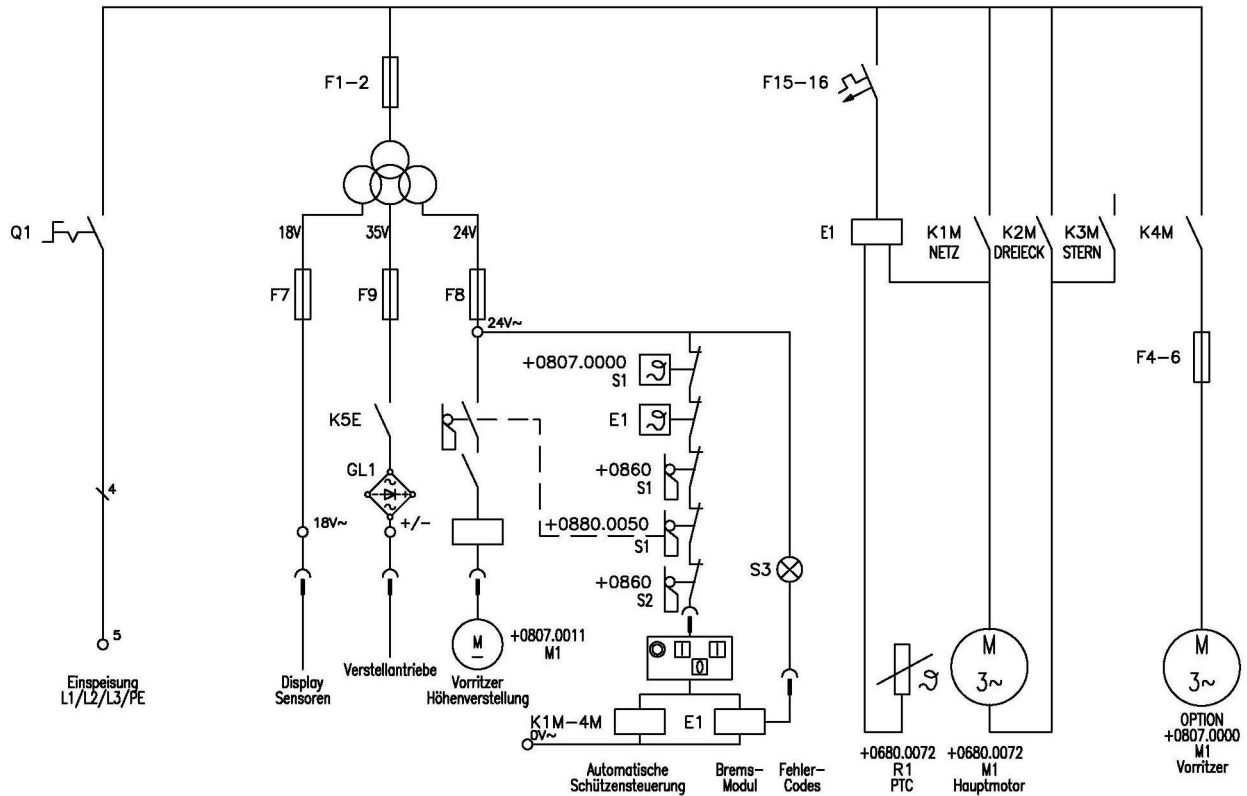 F1-2
F15-16
Q1
18V
35V
24V
E1
K1M
NETZ
K2M
DREIECK
K3M
STERN
K4M
F7
F9
F8
24V~
+0807.0000
S1
F4-6
K5E
E1
GL1
+0860
S1
4
18V~
+/-
+0880.0050
S1
+0860
S2
S3
5
M
+0807.0011
M1
M
3~
M
3~
Einspeisung
L1/L2/L3/PE
Display
Sensoren
Verstellantriebe
Vorritzer
Höhenverstellung
K1M-4M
0V~
E1
OPTION
+0807.0000
M1
Vorritzer
+0680.0072
R1
PTC
+0680.0072
M1
Hauptmotor
Automatische
Schützensteuerung
Brems-
Modul
Fehler-
Codes